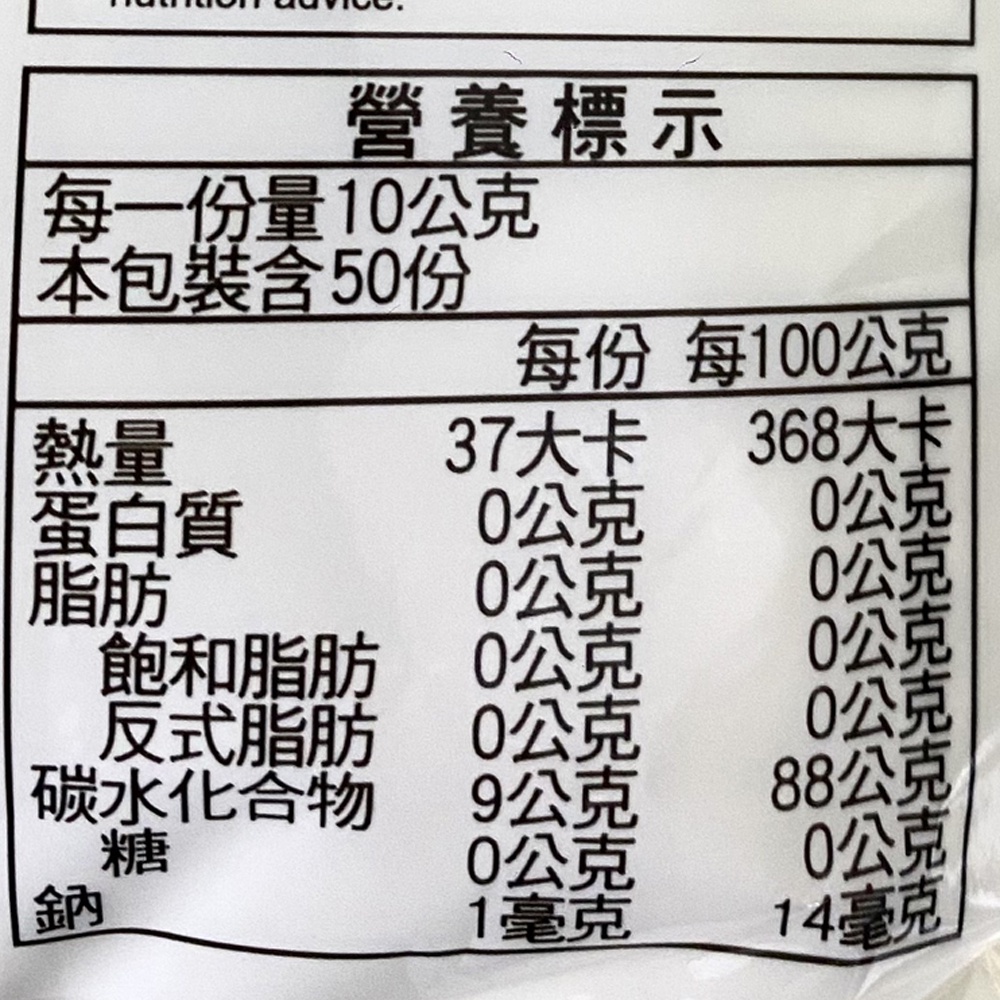 nutrition advice.
營養標示
每一份量10公克
本包裝含50份
每份 每100公克
熱量 37大卡 368大卡
蛋白質 0公克 0公克
脂肪 0公克 0公克
飽和脂肪 0公克 0公克
反式脂肪 0公克 0公克
碳水化合物 9公克 88公克
糖 0公克 0公克
鈉 1毫克 14毫克